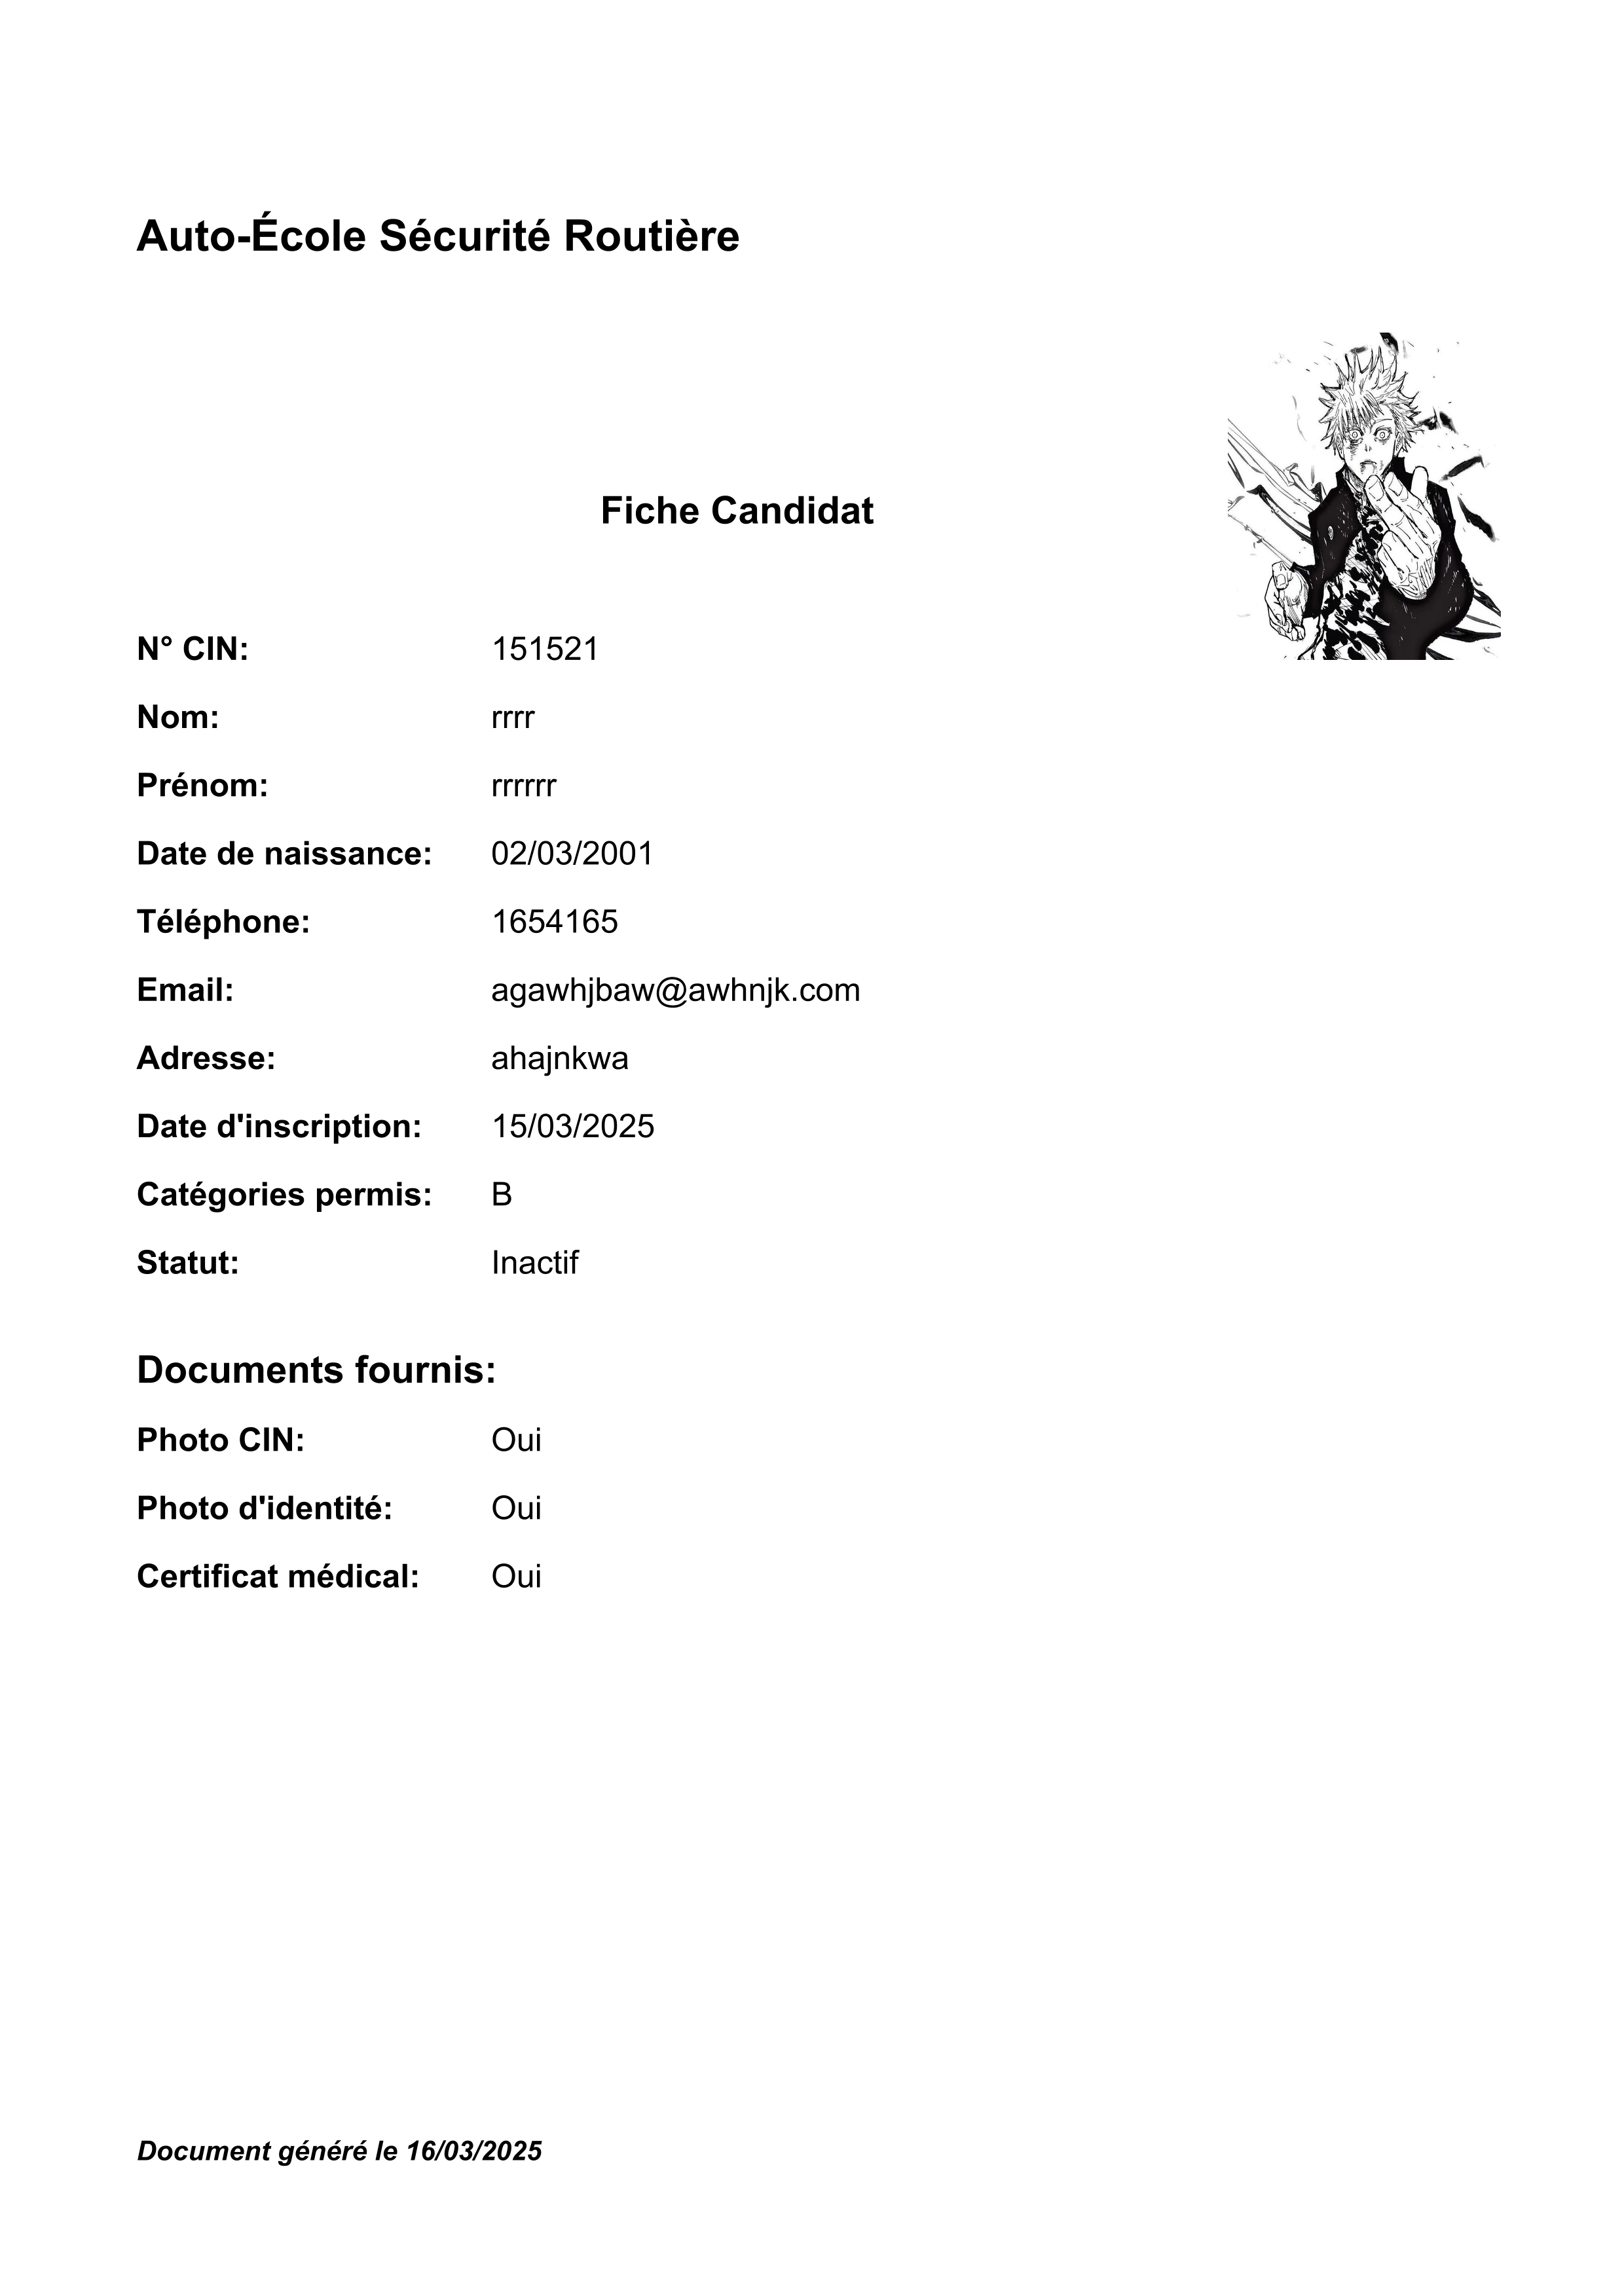 Auto-École Sécurité Routière
Fiche Candidat
N° CIN: 151521
Nom: rrrr
Prénom: rrrrrr
Date de naissance: 02/03/2001
Téléphone: 1654165
Email: agawhjbaw@awhnjk.com
Adresse: ahajnkwa
Date d'inscription: 15/03/2025
Catégories permis: B
Statut: Inactif
Documents fournis:
Photo CIN: Oui
Photo d'identité: Oui
Certificat médical: Oui
Document généré le 16/03/2025